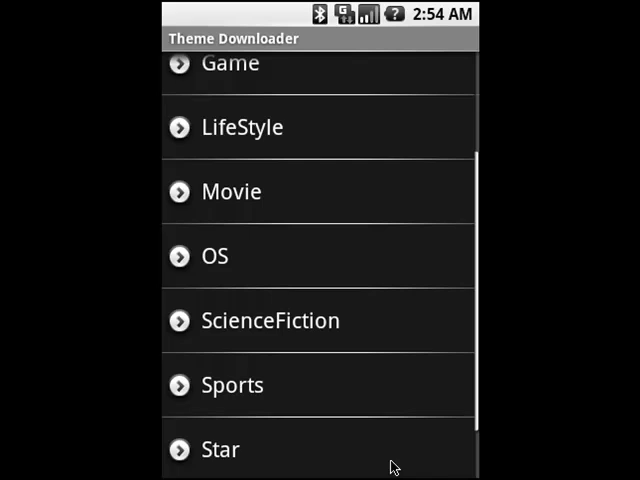 2:54 AM
Theme Downloader
Game
LifeStyle
Movie
OS
ScienceFiction
Sports
Star